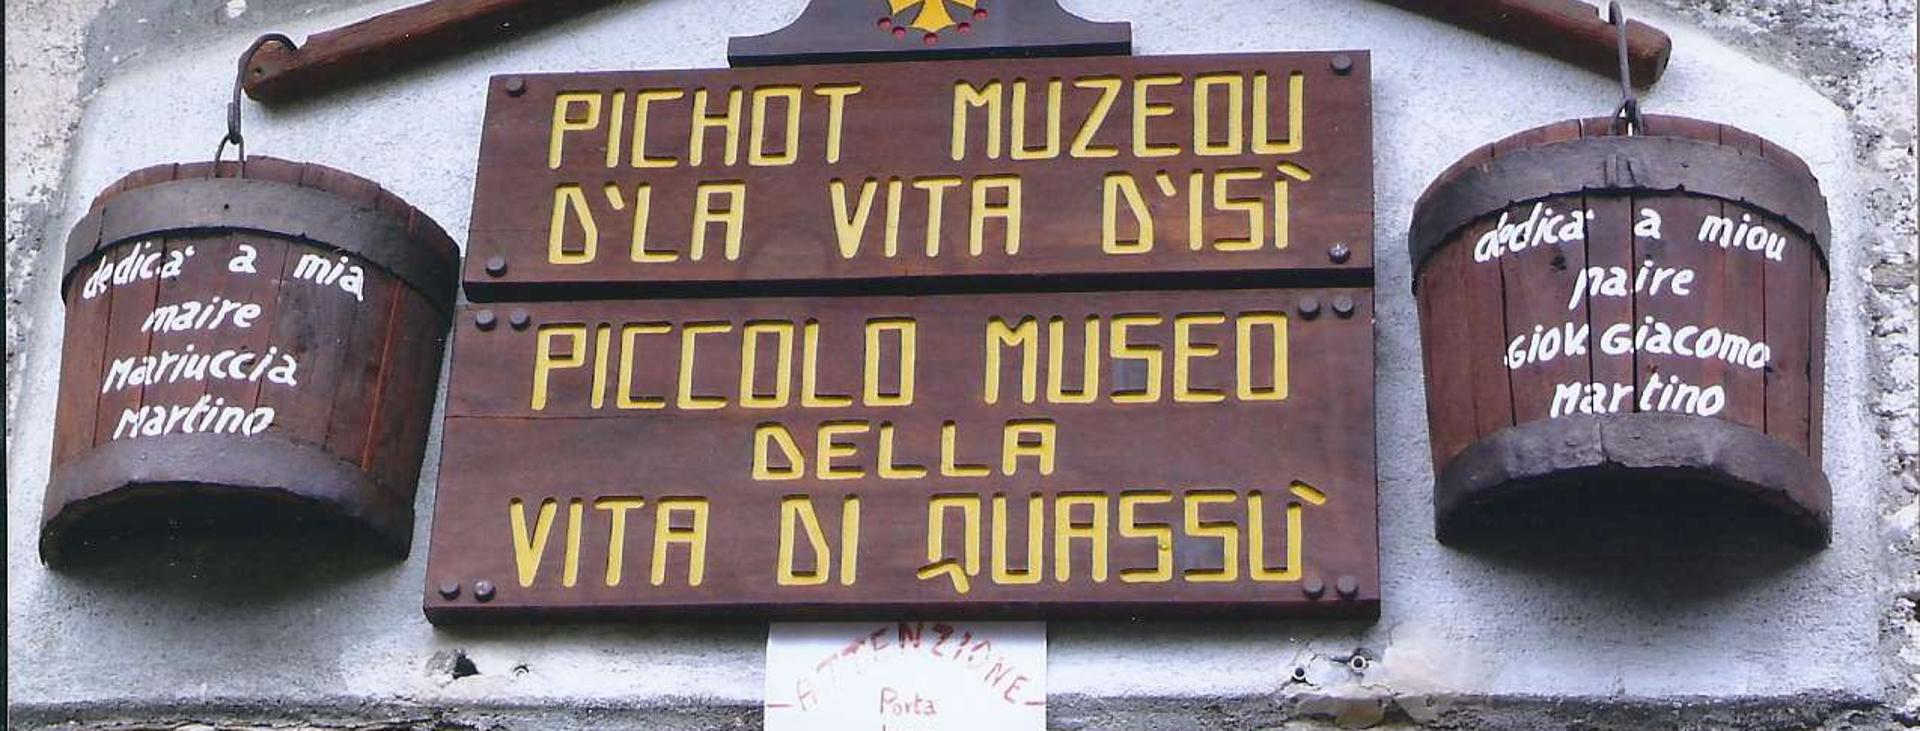 PICHOT MUZEOU
D'LA VITA D'ISÌ
PICCOLO MUSEO
DELLA
VITA DI QUASSÙ
dedica' a mia
maire
Mariuccia
Martino
dedica' a miou
paire
Giov. Giacomo
Martino
ATTENZIONE
Porta